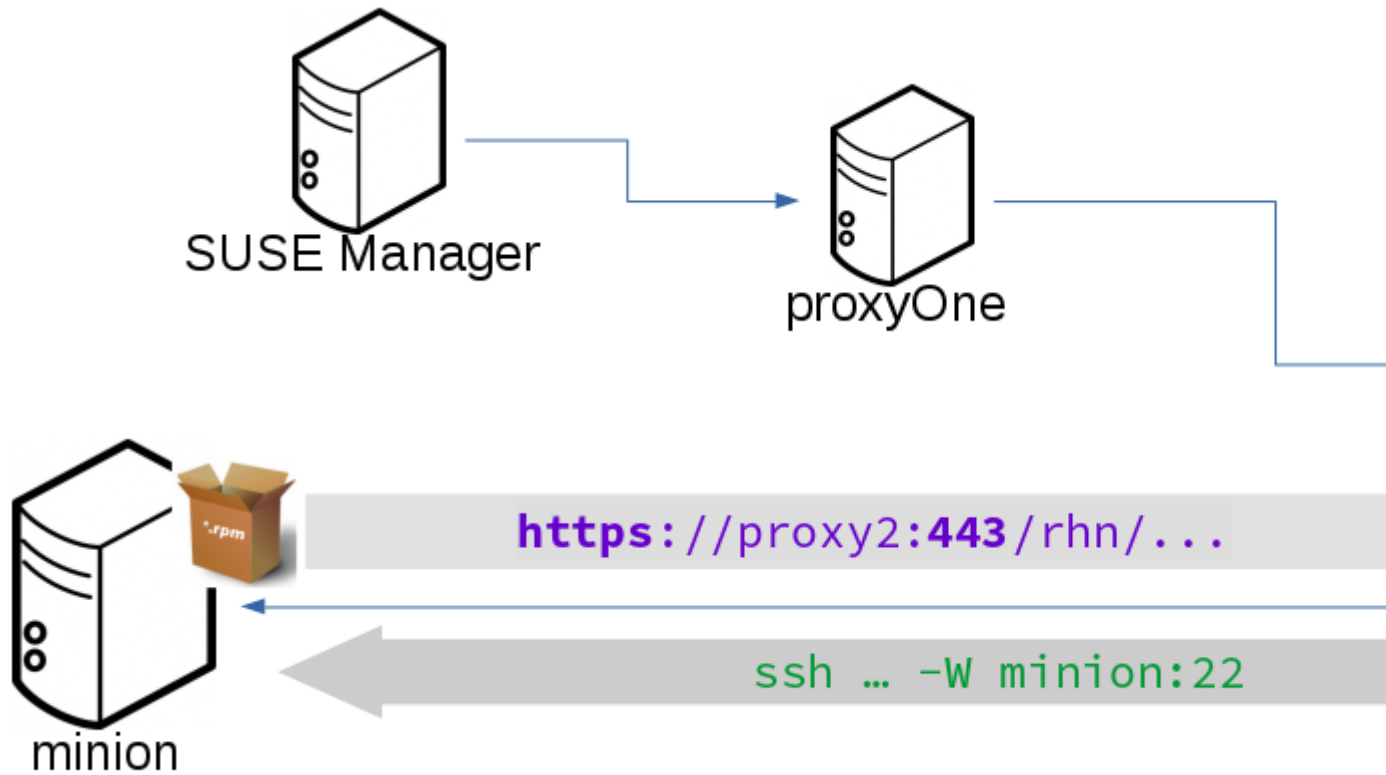 SUSE Manager
proxyOne
*.rpm
https://proxy2:443/rhn/...
ssh … -W minion:22
minion